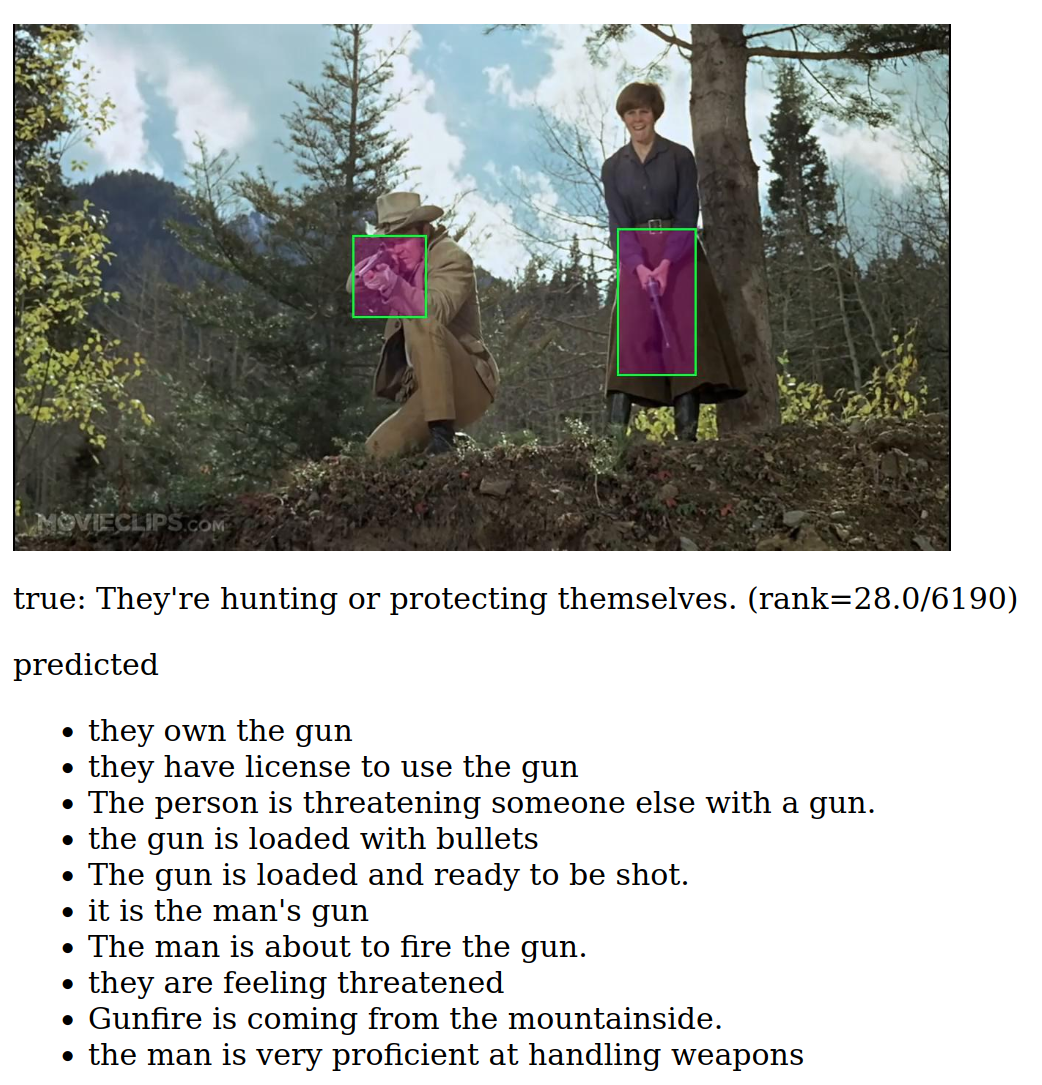 MOVIECLIPS.COM
true: They're hunting or protecting themselves. (rank=28.0/6190)
predicted
• they own the gun
• they have license to use the gun
• The person is threatening someone else with a gun.
• the gun is loaded with bullets
• The gun is loaded and ready to be shot.
• it is the man's gun
• The man is about to fire the gun.
• they are feeling threatened
• Gunfire is coming from the mountainside.
• the man is very proficient at handling weapons